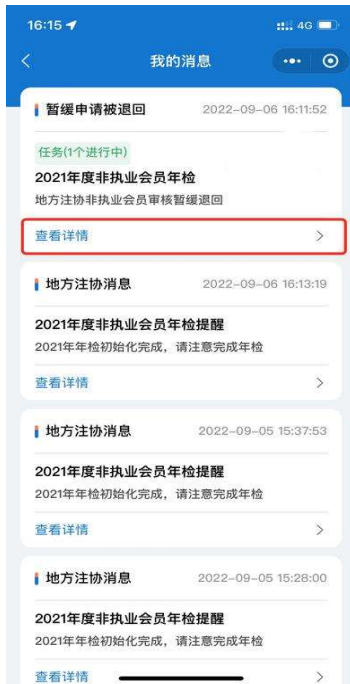 16:15 4G
我的消息
暂缓申请被退回 2022-09-06 16:11:52
任务(1个进行中)
2021年度非执业会员年检
地方注协非执业会员审核暂缓退回
查看详情
地方注协消息 2022-09-06 16:13:19
2021年度非执业会员年检提醒
2021年年检初始化完成，请注意完成年检
查看详情
地方注协消息 2022-09-05 15:37:53
2021年度非执业会员年检提醒
2021年年检初始化完成，请注意完成年检
查看详情
地方注协消息 2022-09-05 15:28:00
2021年度非执业会员年检提醒
2021年年检初始化完成，请注意完成年检
查看详情